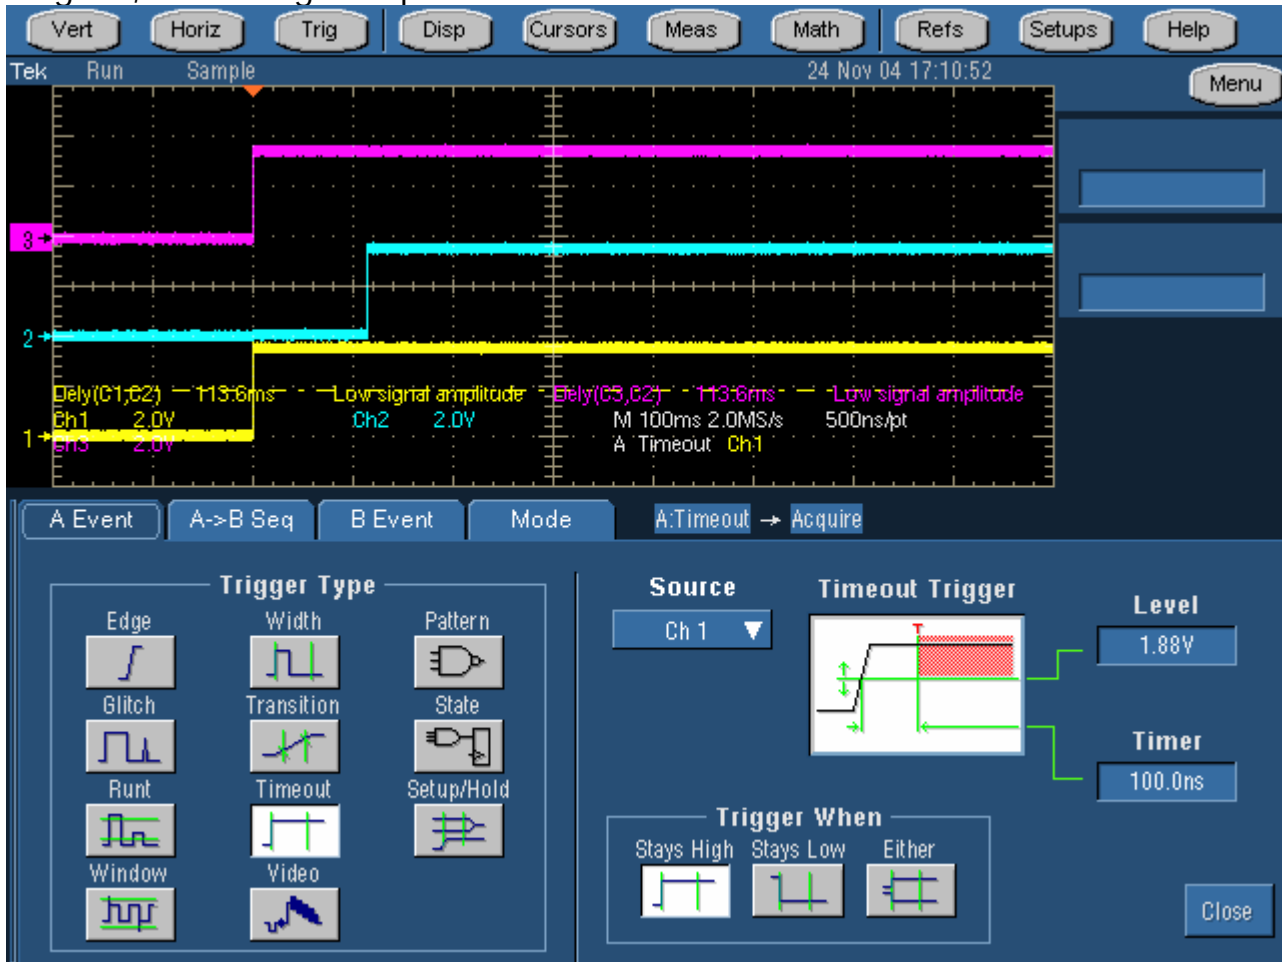 Vert Horiz Trig Disp Cursors Meas Math Refs Setups Help
Tek Run Sample 24 Nov 04 17:10:52
Menu
3
2
Dely(C1,C2) 113.6ms Low signal amplitude Dely(C3,C2) 113.6ms Low signal amplitude
Ch1 2.0V Ch2 2.0V M 100ms 2.0MS/s 500ns/pt
1
Ch3 2.0V A Timeout Ch1
A Event A->B Seq B Event Mode A:Timeout → Acquire
Trigger Type
Edge Width Pattern
Glitch Transition State
Runt Timeout Setup/Hold
Window Video
Source
Ch 1
Timeout Trigger
T
Level
1.88V
Timer
100.0ns
Trigger When
Stays High Stays Low Either
Close